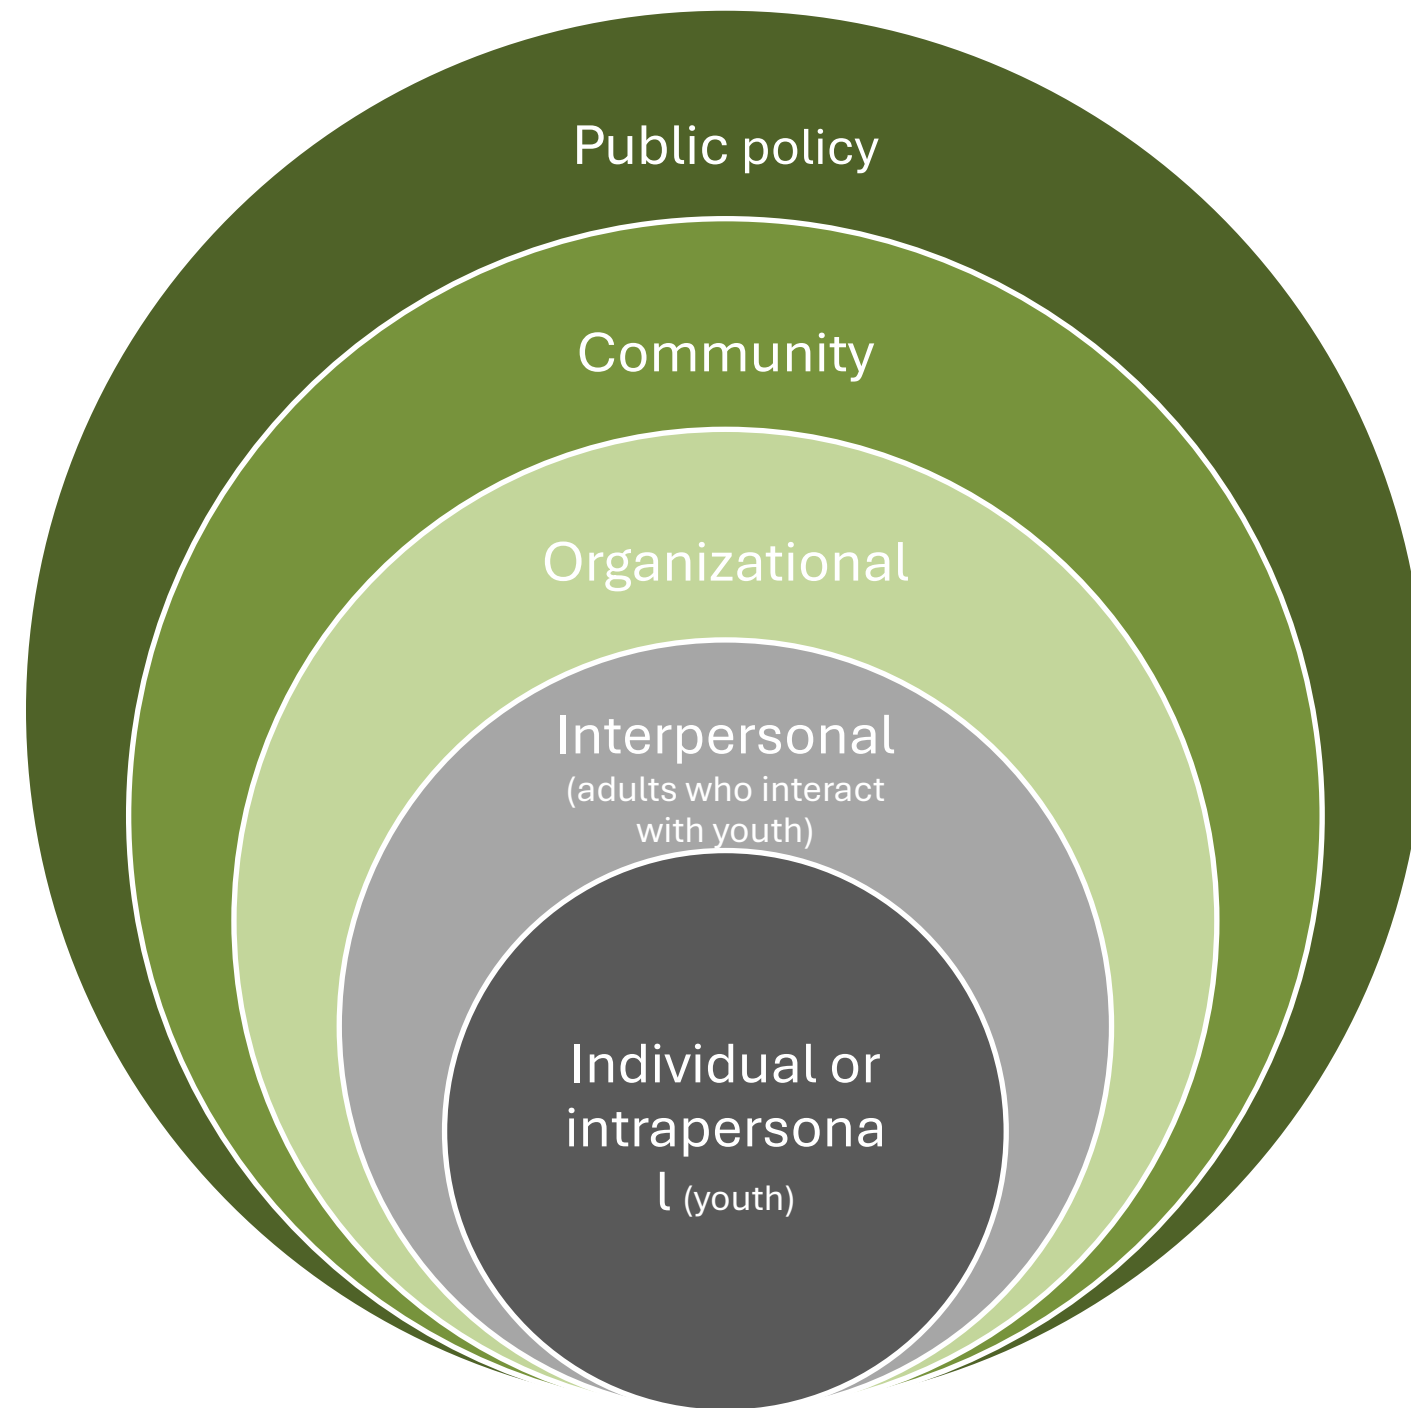 Public policy
Community
Organizational
Interpersonal
(adults who interact
with youth)
Individual or
intrapersona
l (youth)